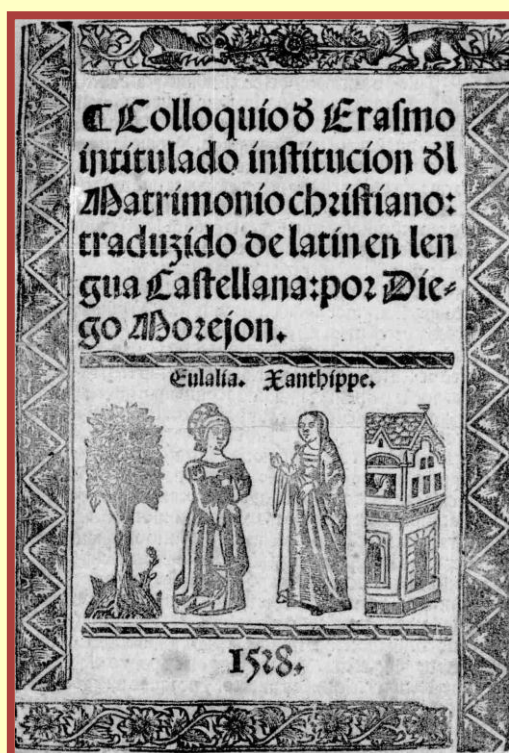 ¶ Colloquio ꝺ Erasmo
intitulado institucion ꝺl
Matrimonio christiano:
traduzido de latin en len
gua Castellana: por Die-
go Morejon.
Eulalia. Xanthippe.
1528.